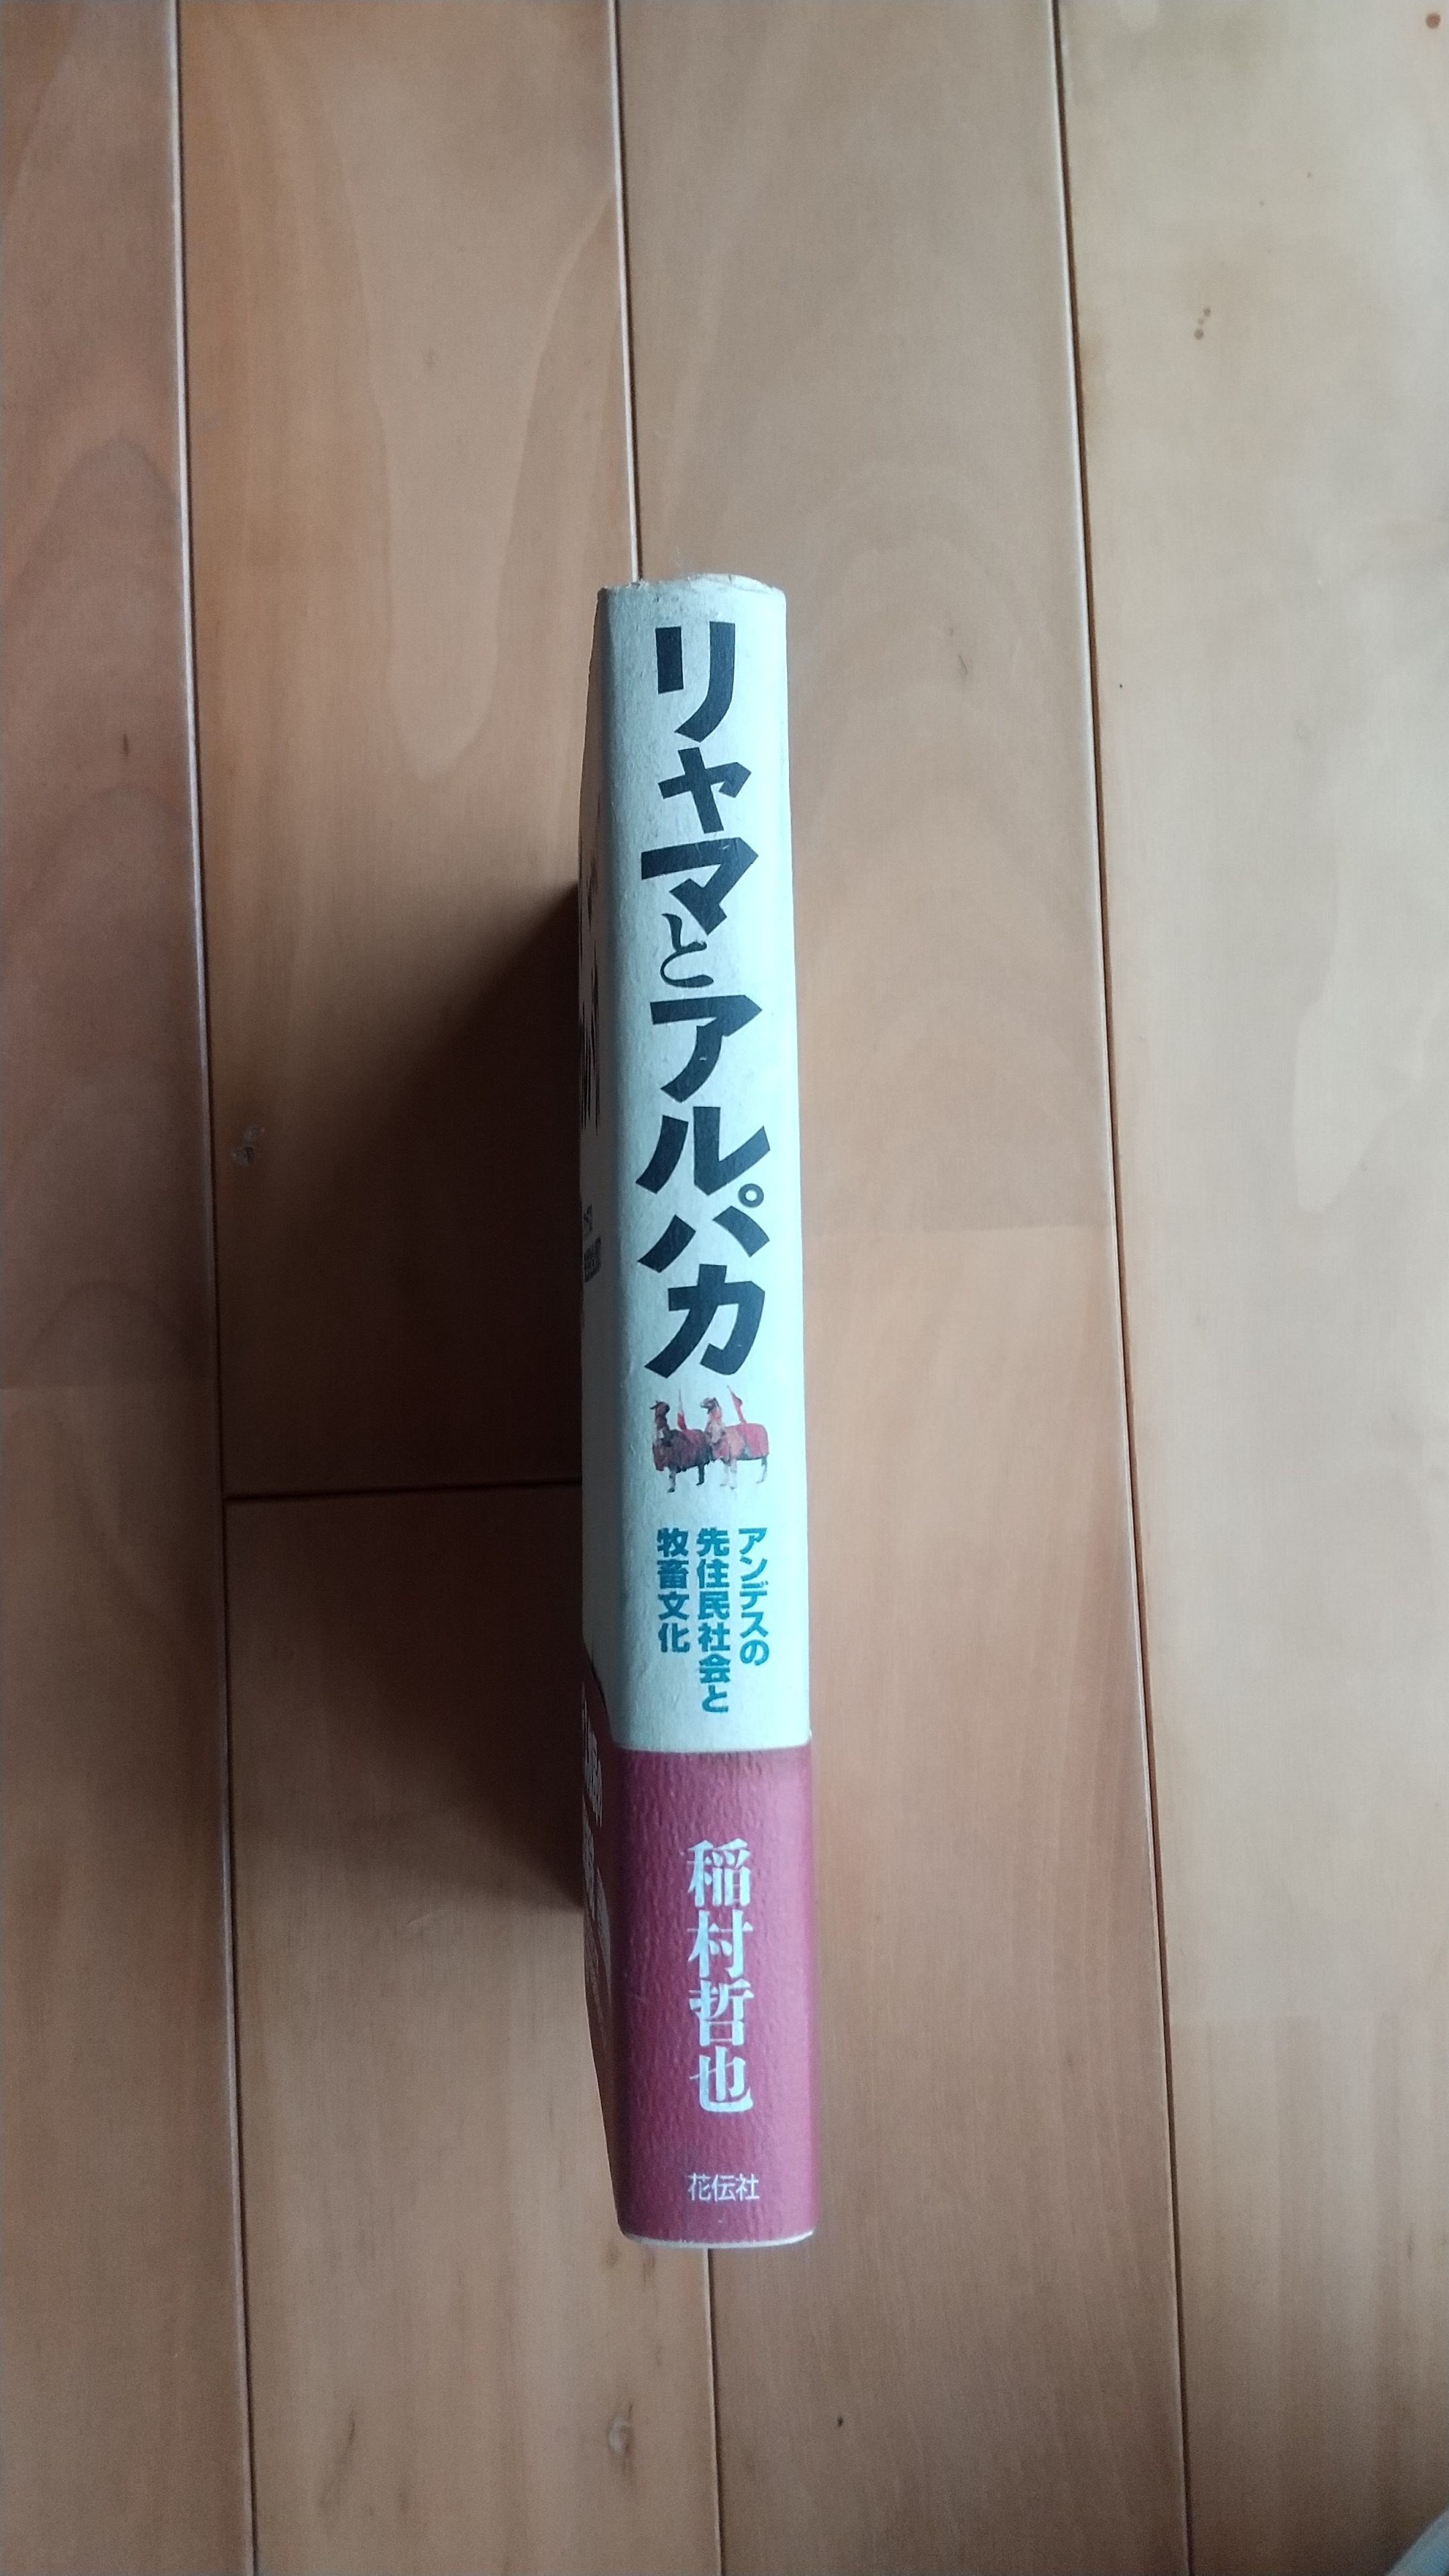 リャマとアルパカ
アンデスの
先住民社会と
牧畜文化
稲村哲也
花伝社